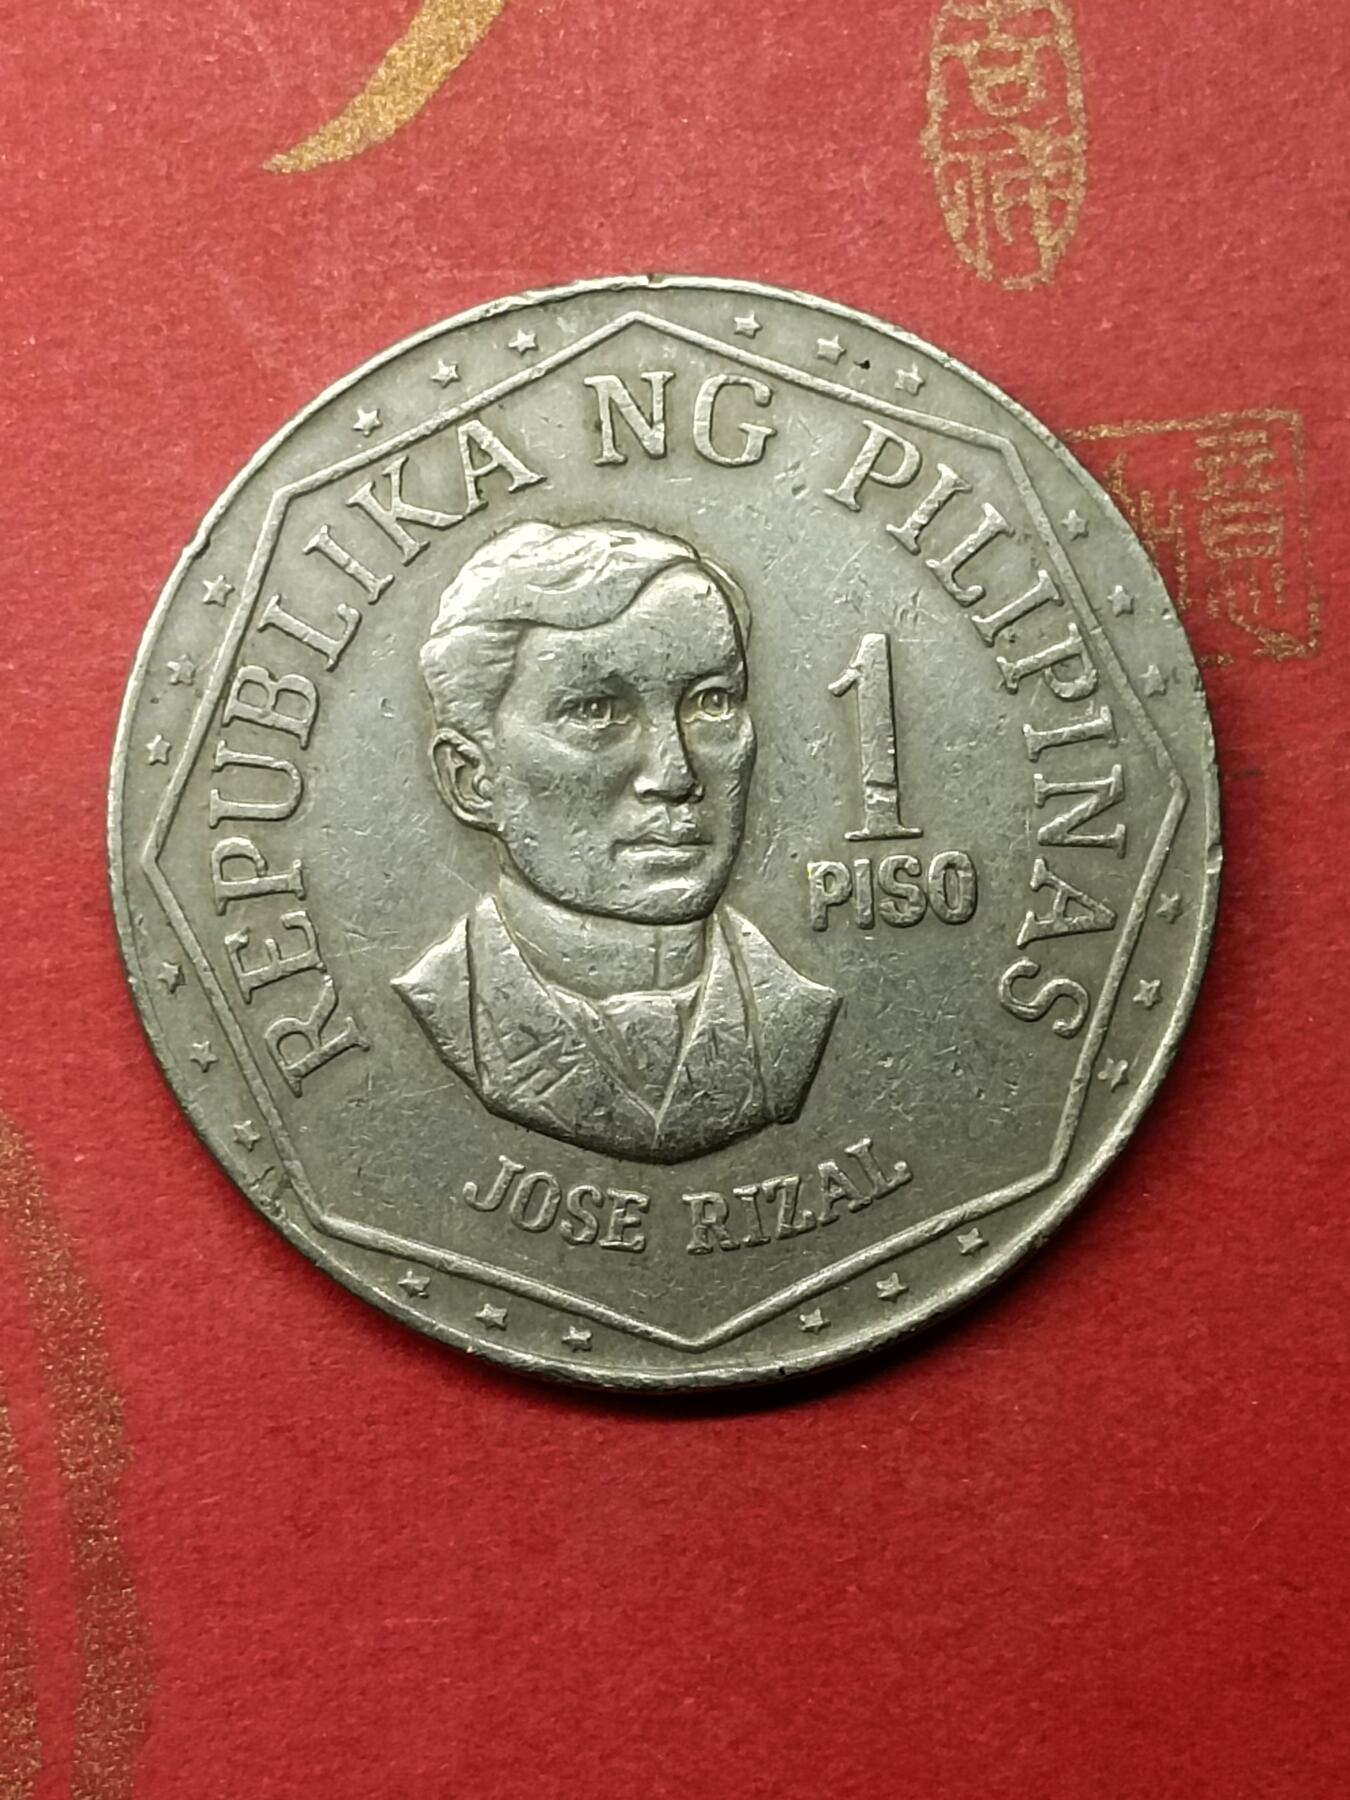 REPUBLIKA NG PILIPINAS
1
PISO
JOSE RIZAL